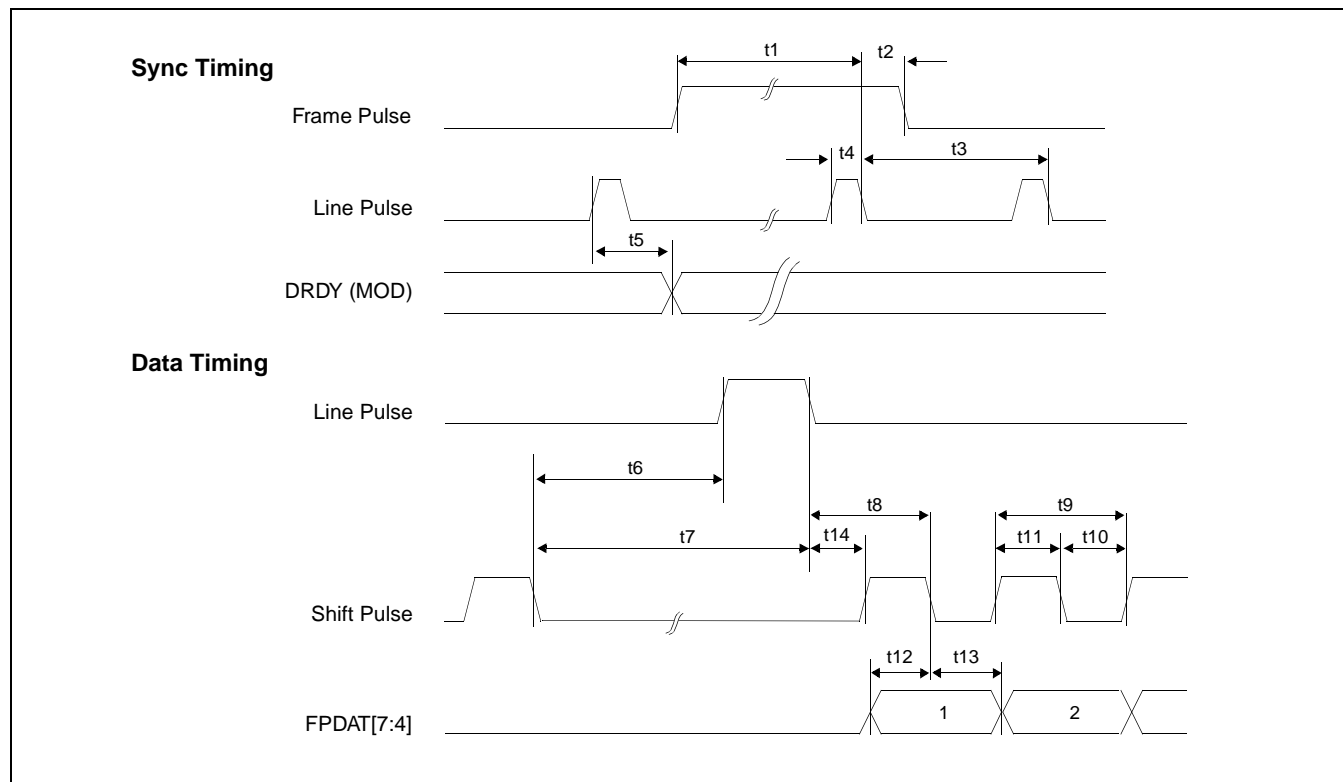 Sync Timing
t1
t2
Frame Pulse
t4
t3
Line Pulse
t5
DRDY (MOD)
Data Timing
Line Pulse
t6
t8
t9
t7
t14
t11
t10
Shift Pulse
t12
t13
1
2
FPDAT[7:4]